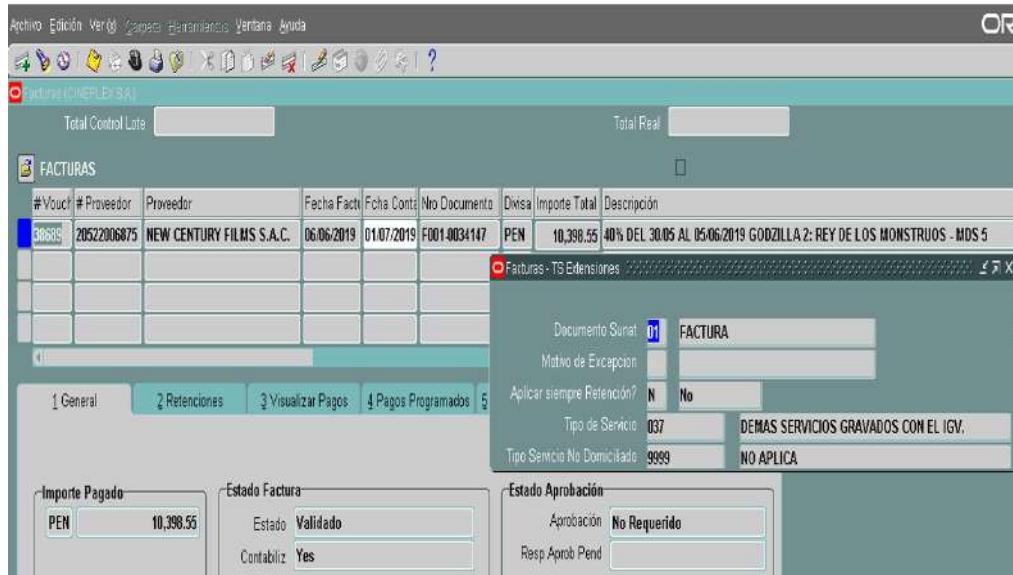 Archivo Edición Ver(v) Carpeta Herramientas Ventana Ayuda
OR
?
Facturas (CINEPLEX S.A.)
Total Control Lote
Total Real
FACTURAS
# Vouch # Proveedor Proveedor Fecha Factu Fcha Conta Nro Documento Divisa Importe Total Descripción
38689 20522006875 NEW CENTURY FILMS S.A.C. 06/06/2019 01/07/2019 F001-0034147 PEN 10,398.55 40% DEL 30/05 AL 05/06/2019 GODZILLA 2: REY DE LOS MONSTRUOS - MDS 5
Facturas - TS Extensiones
Documento Sunat 01 FACTURA
Motivo de Excepcion
Aplicar siempre Retención? N No
Tipo de Servicio 037 DEMAS SERVICIOS GRAVADOS CON EL IGV.
Tipo Servicio No Domiciliado 9999 NO APLICA
1 General 2 Retenciones 3 Visualizar Pagos 4 Pagos Programados 5
Importe Pagado Estado Factura Estado Aprobación
PEN 10,398.55 Estado Validado Aprobación No Requerido
Contabiliz Yes Resp Aprob Pend